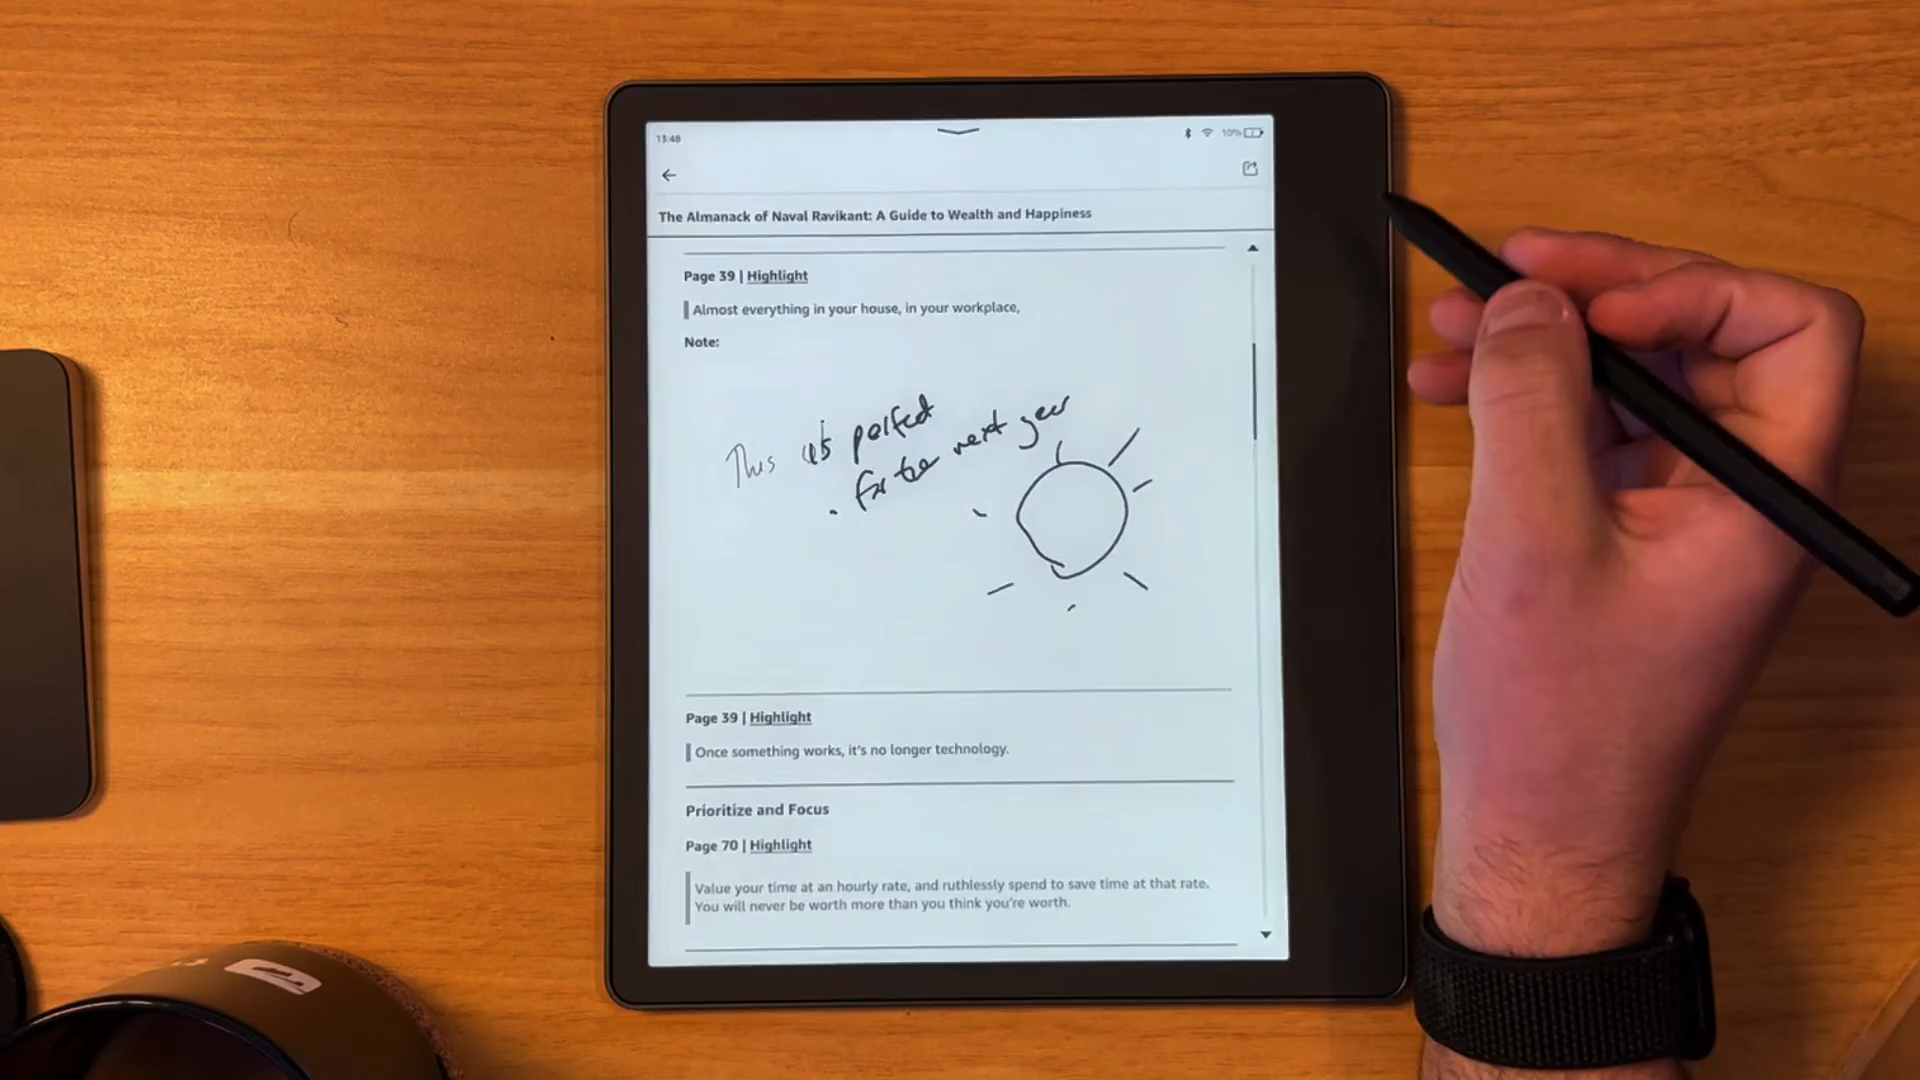 13:48
10%
The Almanack of Naval Ravikant: A Guide to Wealth and Happiness
Page 39 | Highlight
Almost everything in your house, in your workplace,
Note:
This is perfect
for the next year
Page 39 | Highlight
Once something works, it's no longer technology.
Prioritize and Focus
Page 70 | Highlight
Value your time at an hourly rate, and ruthlessly spend to save time at that rate.
You will never be worth more than you think you're worth.